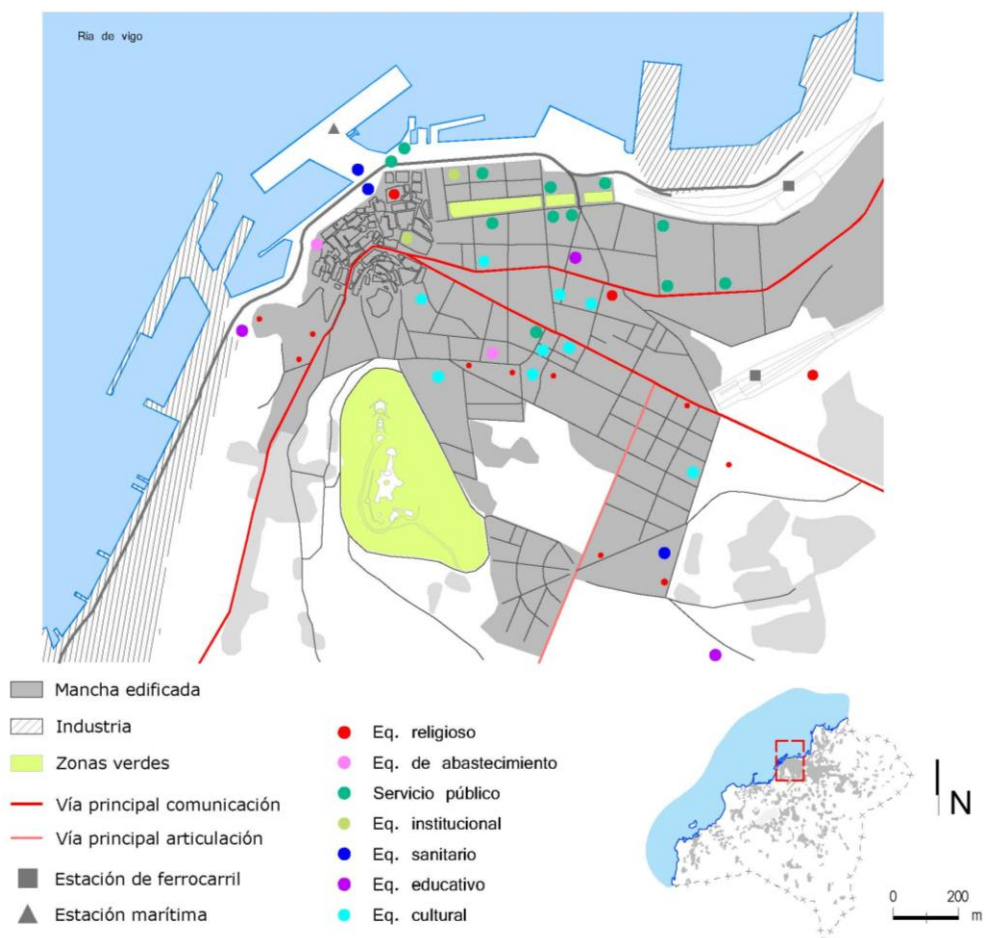 Ria de vigo
Mancha edificada
Industria
Zonas verdes
Vía principal comunicación
Vía principal articulación
Estación de ferrocarril
Estación marítima
Eq. religioso
Eq. de abastecimiento
Servicio público
Eq. institucional
Eq. sanitario
Eq. educativo
Eq. cultural
N
0 200
m